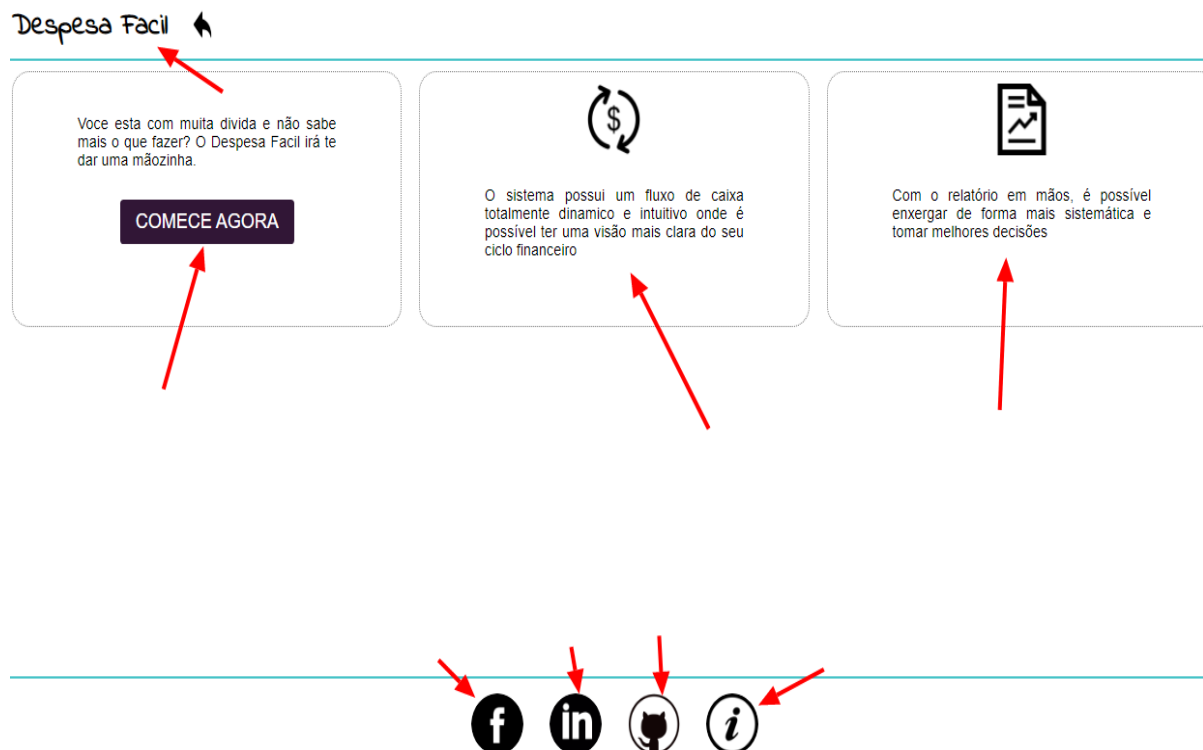 Despesa Facil
Voce esta com muita divida e não sabe
mais o que fazer? O Despesa Facil irá te
dar uma mãozinha.
COMECE AGORA
$
O sistema possui um fluxo de caixa
totalmente dinamico e intuitivo onde é
possível ter uma visão mais clara do seu
ciclo financeiro
Com o relatório em mãos, é possível
enxergar de forma mais sistemática e
tomar melhores decisões
f
in
i